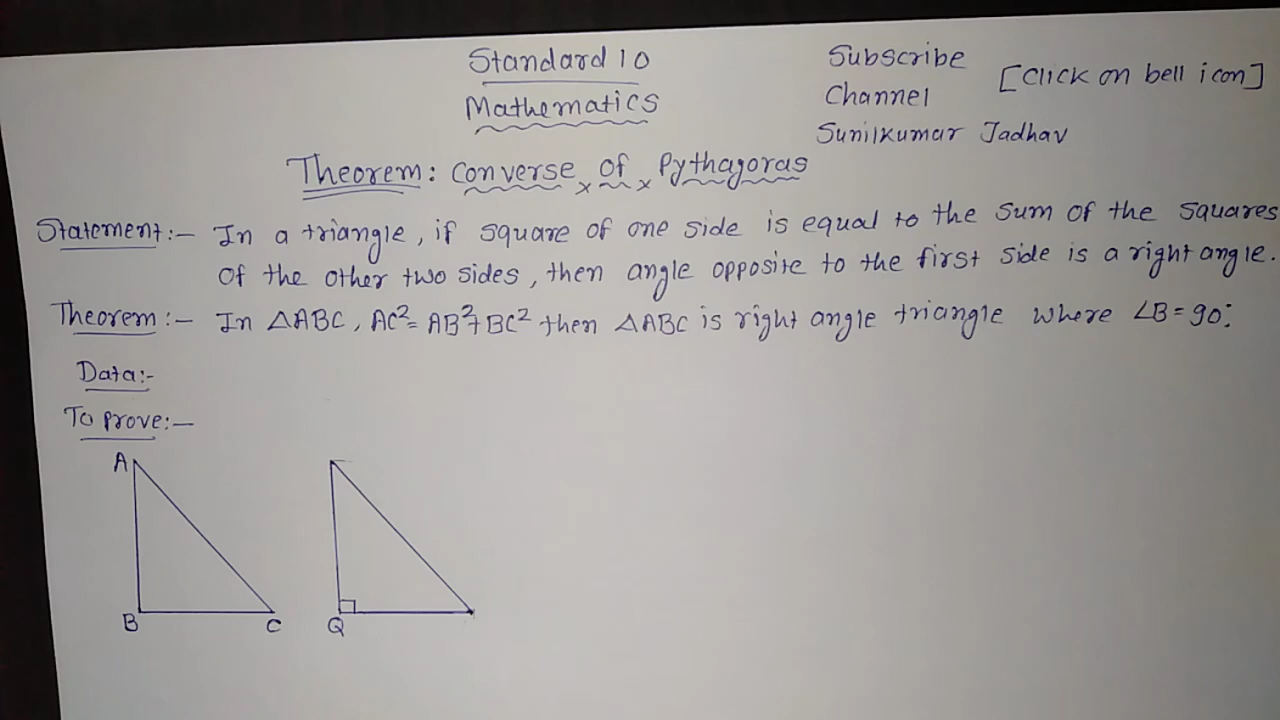 Standard 10
Mathematics
Subscribe
Channel
Sunilkumar Jadhav
[Click on bell icon]
Theorem: Converse of Pythagoras
Statement:- In a triangle, if square of one side is equal to the sum of the squares
of the other two sides, then angle opposite to the first side is a right angle.
Theorem:- In △ABC, AC²= AB²+BC² then △ABC is right angle triangle where ∠B=90°.
Data:-
To prove:-
A
B C Q